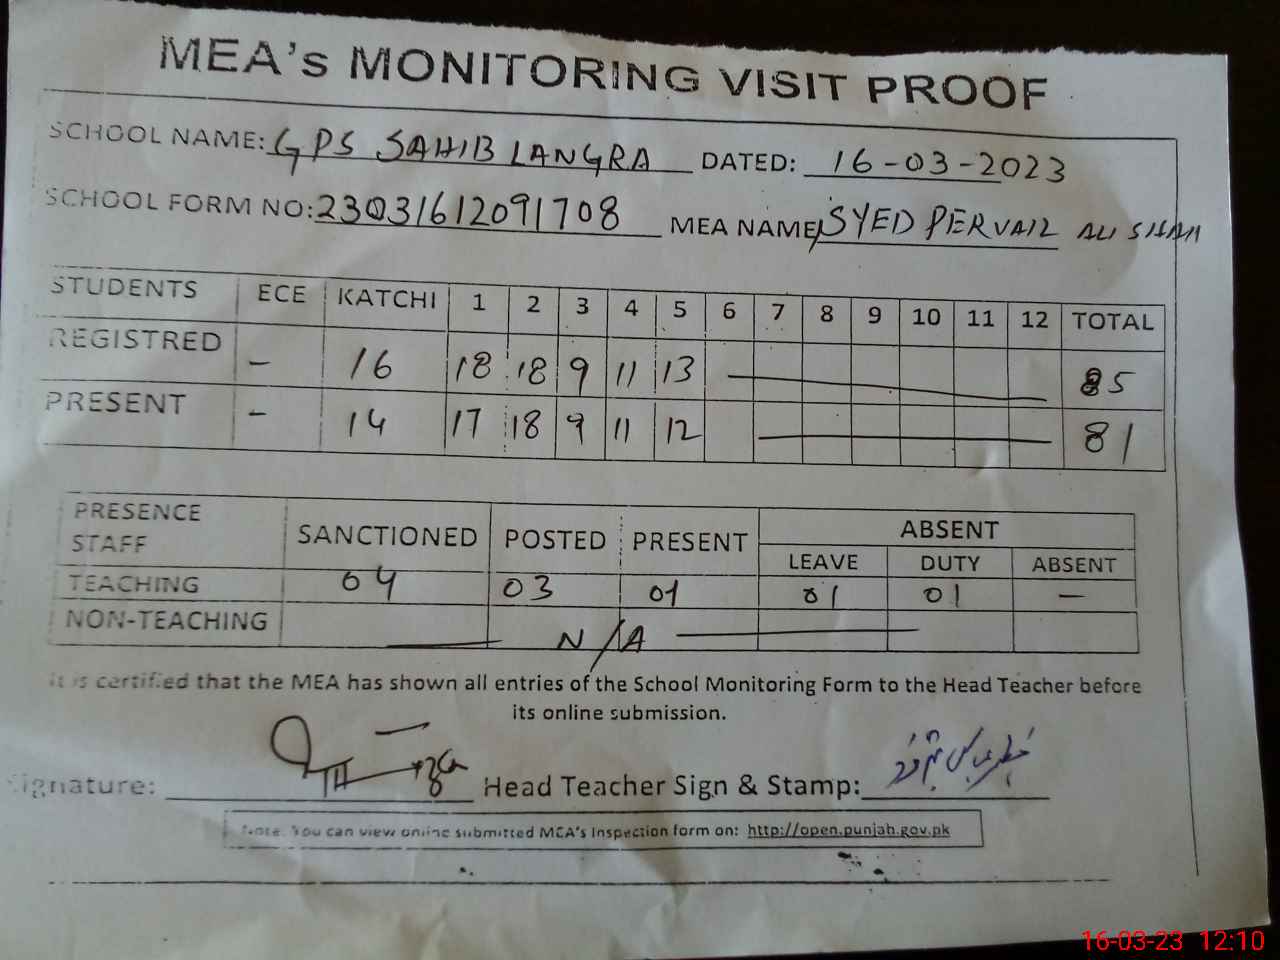 MEA's MONITORING VISIT PROOF
SCHOOL NAME: GPS SAHIB LANGRA DATED: 16-03-2023
SCHOOL FORM NO: 23031612091708 MEA NAME SYED PERVAIZ ALI SHAH
STUDENTS ECE KATCHI 1 2 3 4 5 6 7 8 9 10 11 12 TOTAL
REGISTRED – 16 18 18 9 11 13 85
PRESENT – 14 17 18 9 11 12 81
PRESENCE STAFF SANCTIONED POSTED PRESENT ABSENT
LEAVE DUTY ABSENT
TEACHING 04 03 01 01 01 –
NON-TEACHING N/A
It is certified that the MEA has shown all entries of the School Monitoring Form to the Head Teacher before
its online submission.
Signature: Head Teacher Sign & Stamp:
Note: You can view online submitted MEA's Inspection form on: http://open.punjab.gov.pk
16-03-23 12:10